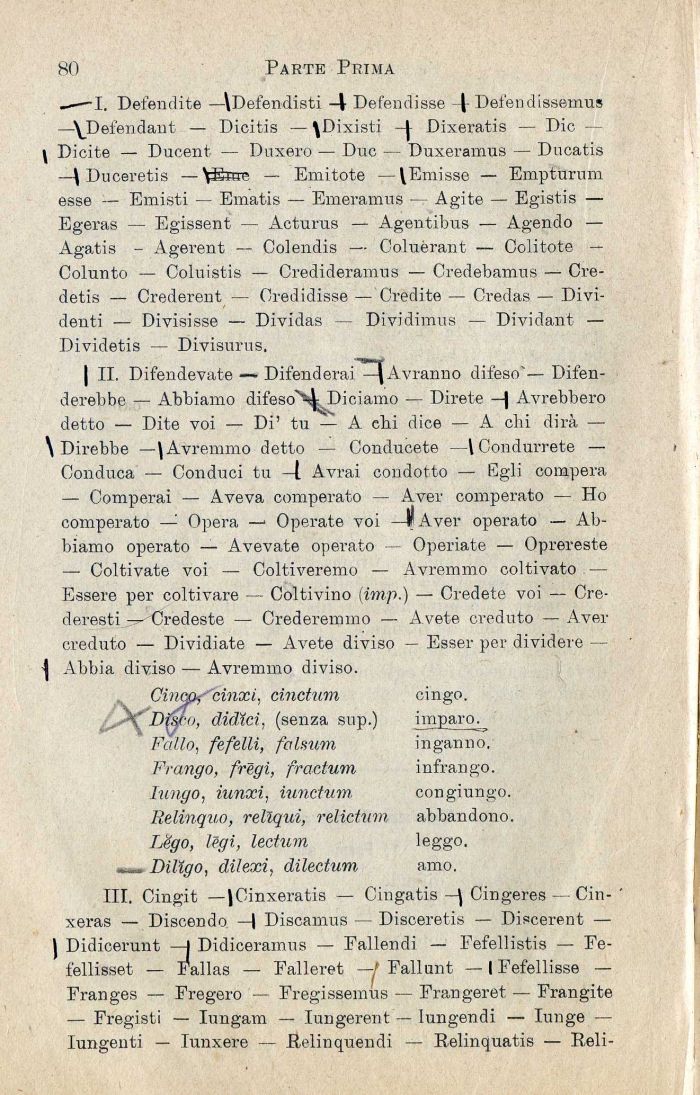 80 PARTE PRIMA
I. Defendite — Defendisti — Defendisse — Defendissemus
— Defendant — Dicitis — Dixisti — Dixeratis — Dic —
Dicite — Ducent — Duxero — Duc — Duxeramus — Ducatis
— Duceretis — Eme — Emitote — Emisse — Empturum
esse — Emisti — Ematis — Emeramus — Agite — Egistis —
Egeras — Egissent — Acturus — Agentibus — Agendo —
Agatis — Agerent — Colendis — Coluerant — Colitote —
Colunto — Coluistis — Credideramus — Credebamus — Cre-
detis — Crederent — Credidisse — Credite — Credas — Divi-
denti — Divisisse — Dividas — Dividimus — Dividant —
Dividetis — Divisurus.
II. Difendevate — Difenderai — Avranno difeso — Difen-
derebbe — Abbiamo difeso — Diciamo — Direte — Avrebbero
detto — Dite voi — Di' tu — A chi dice — A chi dirà —
Direbbe — Avremmo detto — Conducete — Condurrete —
Conduca — Conduci tu — Avrai condotto — Egli compera
— Comperai — Aveva comperato — Aver comperato — Ho
comperato — Opera — Operate voi — Aver operato — Ab-
biamo operato — Avevate operato — Operiate — Oprereste
— Coltivate voi — Coltiveremo — Avremmo coltivato —
Essere per coltivare — Coltivino (imp.) — Credete voi — Cre-
deresti — Credeste — Crederemmo — Avete creduto — Aver
creduto — Dividiate — Avete diviso — Esser per dividere —
Abbia diviso — Avremmo diviso.
Cingo, cinxi, cinctum cingo.
Disco, didĭci, (senza sup.) imparo.
Fallo, fefelli, falsum inganno.
Frango, frēgi, fractum infrango.
Iungo, iunxi, iunctum congiungo.
Relinquo, relīqui, relictum abbandono.
Lĕgo, lēgi, lectum leggo.
Dilĭgo, dilexi, dilectum amo.
III. Cingit — Cinxeratis — Cingatis — Cingeres — Cin-
xeras — Discendo — Discamus — Disceretis — Discerent —
Didicerunt — Didiceramus — Fallendi — Fefellistis — Fe-
fellisset — Fallas — Falleret — Fallunt — Fefellisse —
Franges — Fregero — Fregissemus — Frangeret — Frangite
— Fregisti — Iungam — Iungerent — Iungendi — Iunge —
Iungenti — Iunxere — Relinquendi — Relinquatis — Reli-